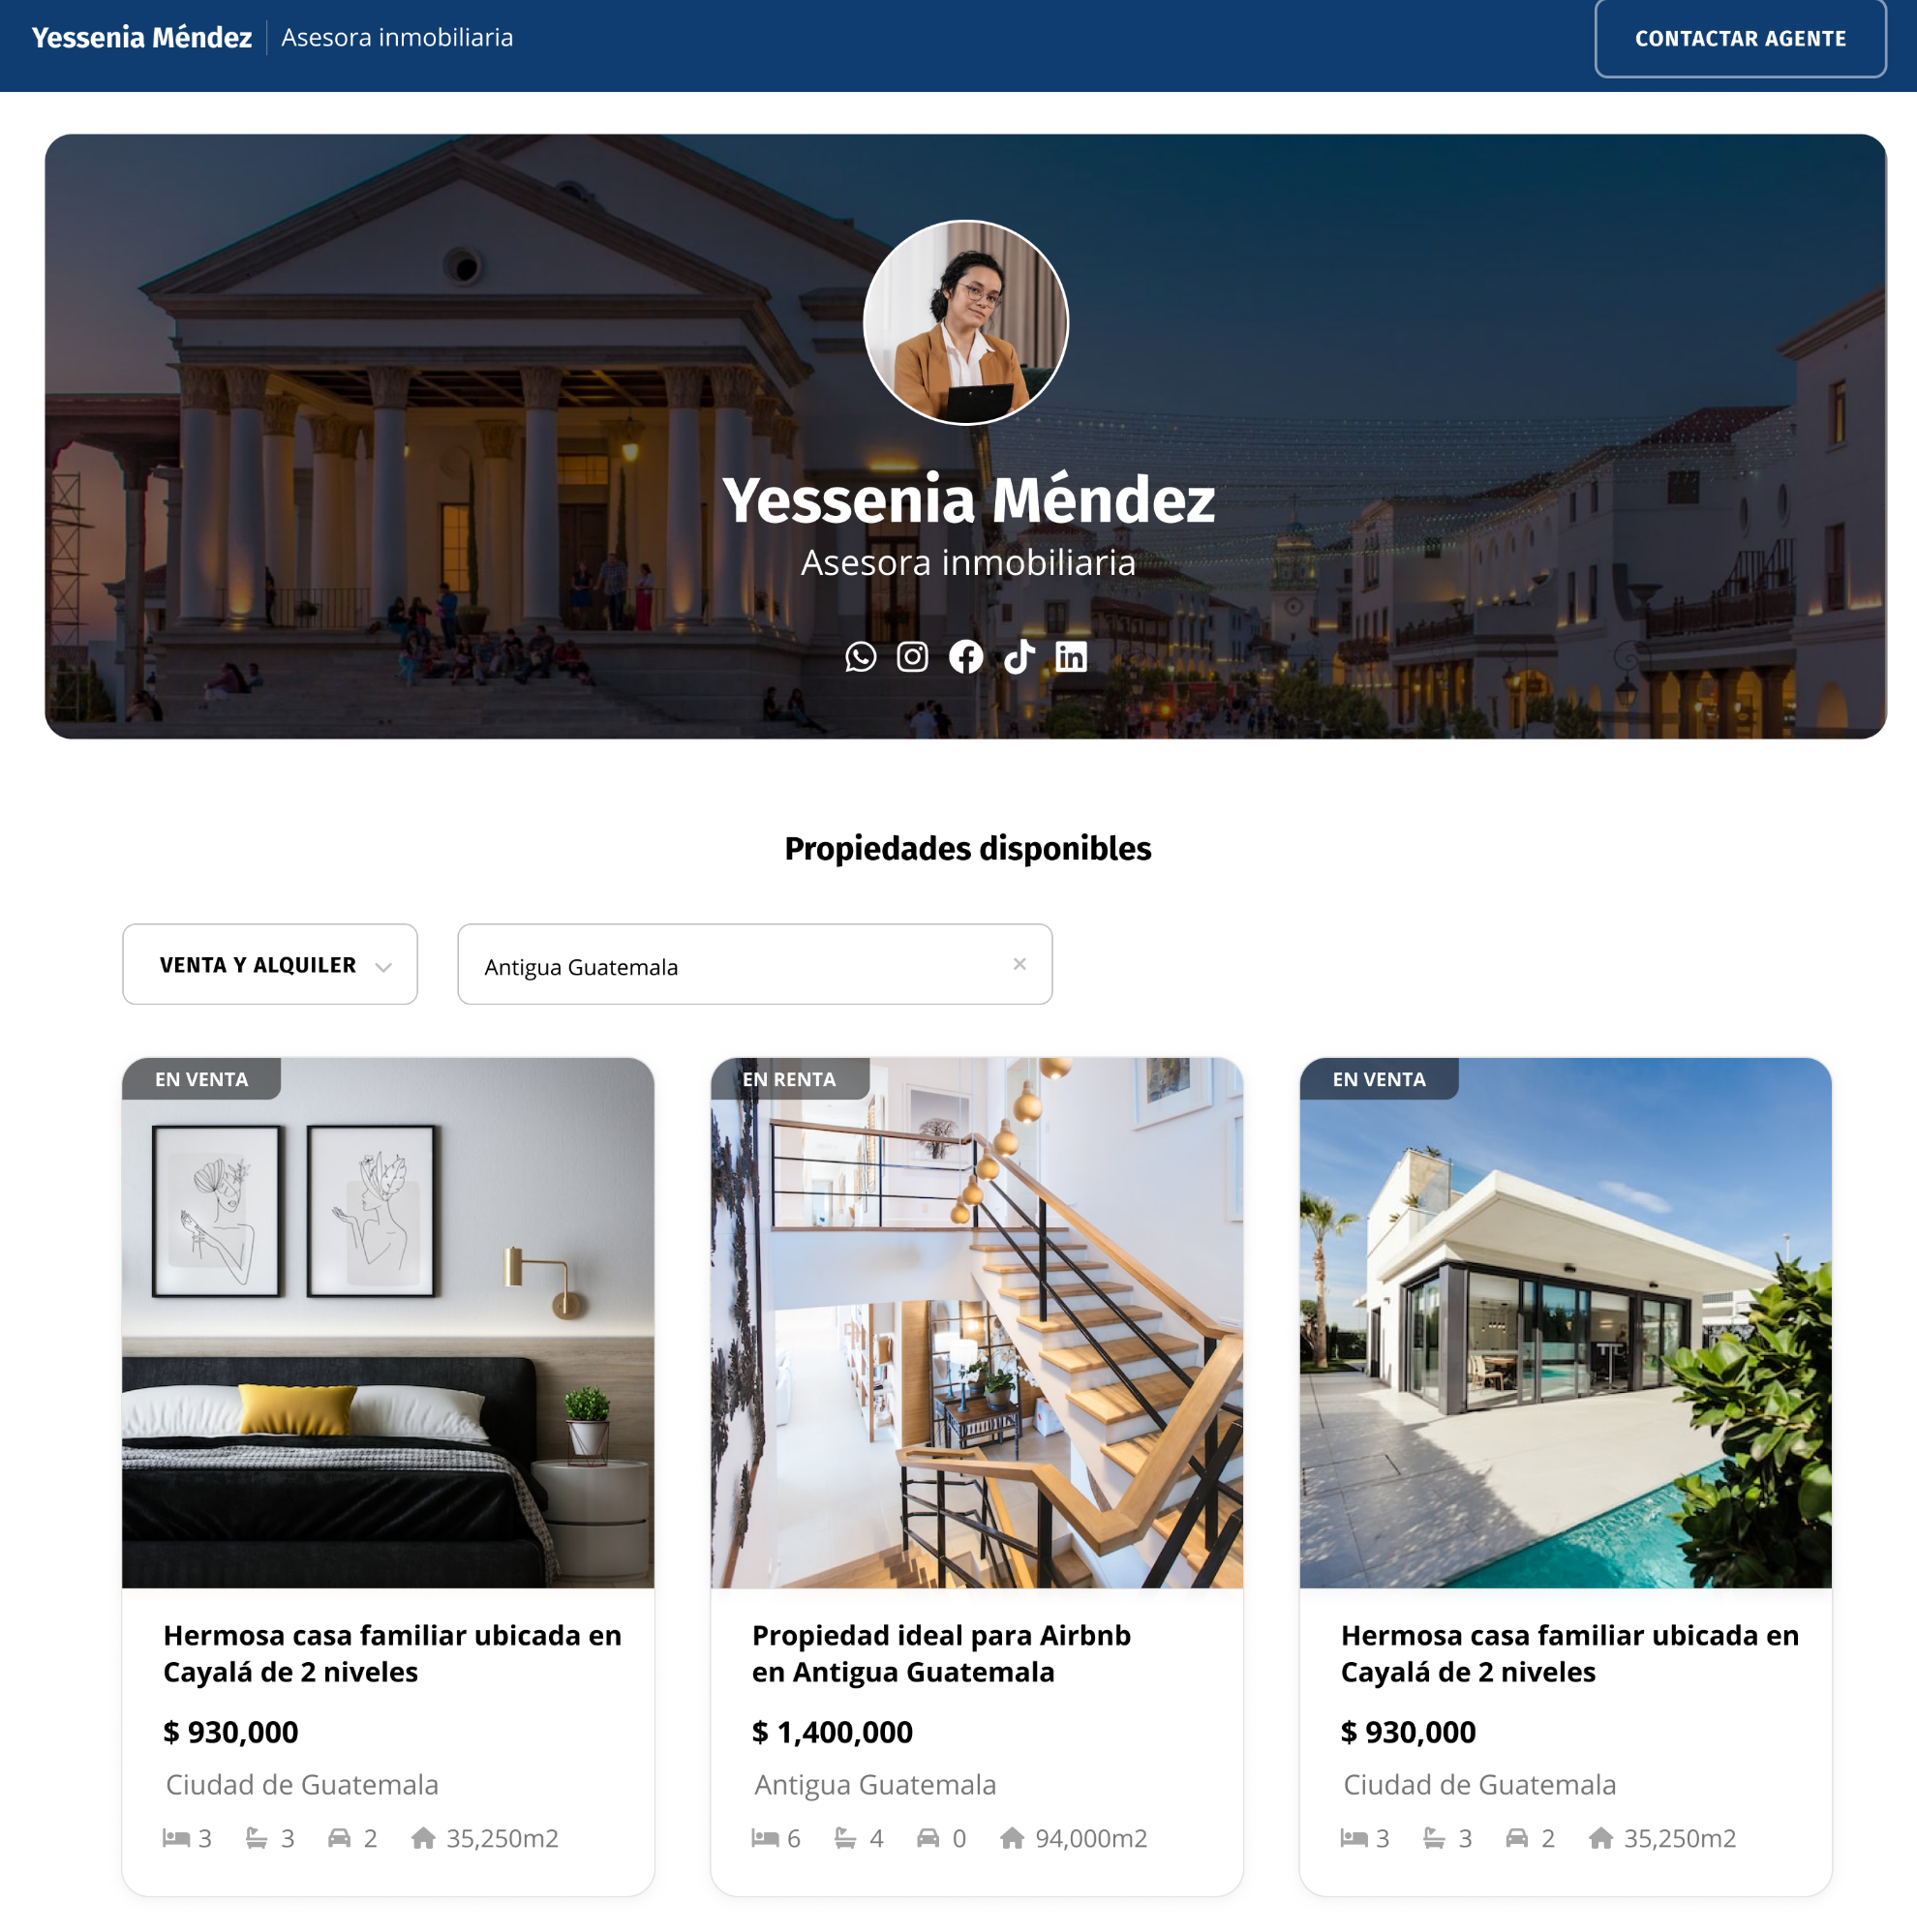 Yessenia Méndez
Asesora inmobiliaria
CONTACTAR AGENTE
Yessenia Méndez
Asesora inmobiliaria
Propiedades disponibles
VENTA Y ALQUILER
Antigua Guatemala
EN VENTA
Hermosa casa familiar ubicada en
Cayalá de 2 niveles
$ 930,000
Ciudad de Guatemala
3 3 2 35,250m2
EN RENTA
Propiedad ideal para Airbnb
en Antigua Guatemala
$ 1,400,000
Antigua Guatemala
6 4 0 94,000m2
EN VENTA
Hermosa casa familiar ubicada en
Cayalá de 2 niveles
$ 930,000
Ciudad de Guatemala
3 3 2 35,250m2